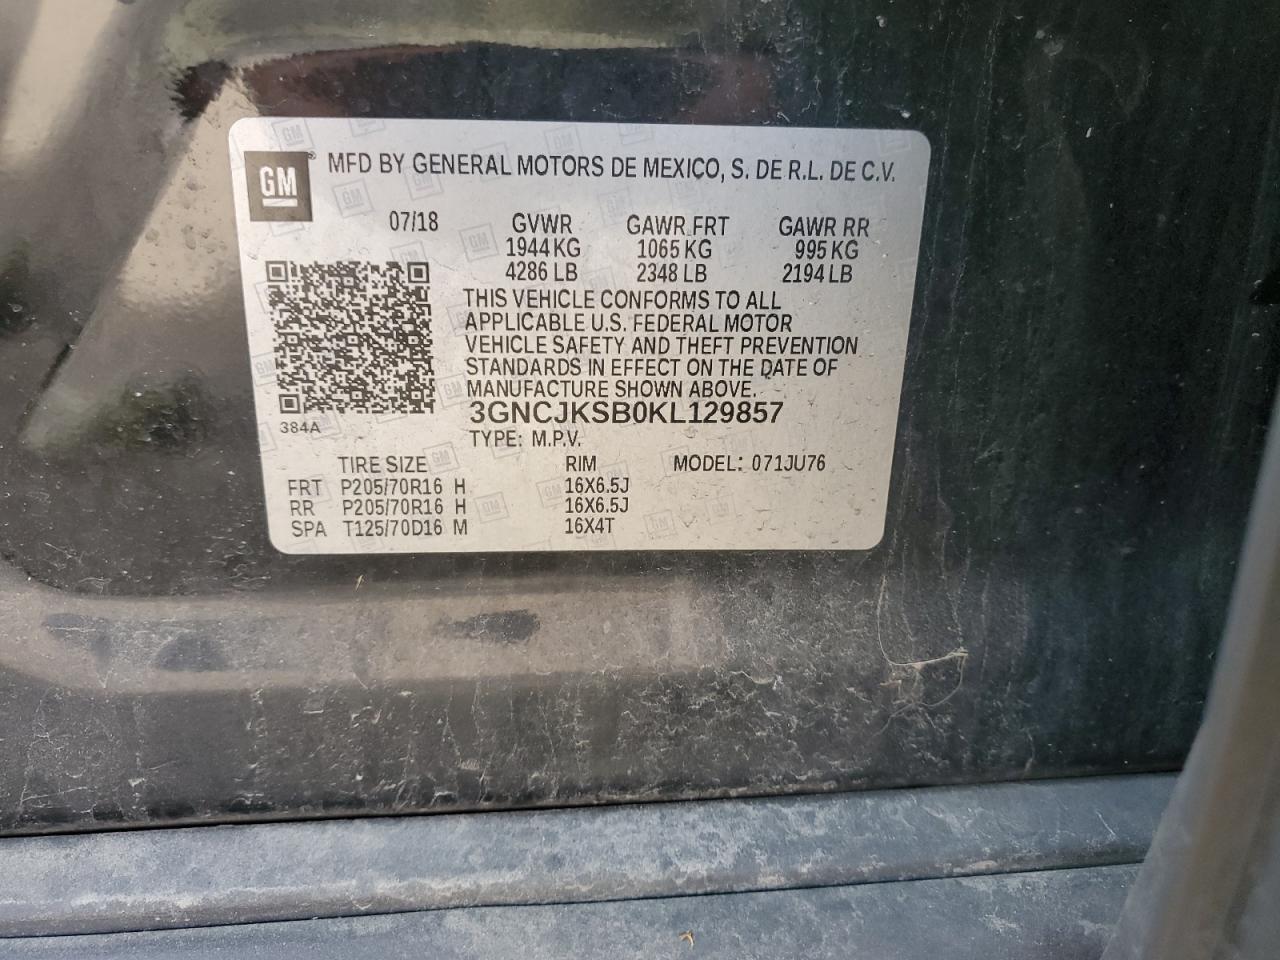 GM ® MFD BY GENERAL MOTORS DE MEXICO, S. DE R.L. DE C.V.
07/18 GVWR GAWR FRT GAWR RR
1944 KG 1065 KG 995 KG
4286 LB 2348 LB 2194 LB
THIS VEHICLE CONFORMS TO ALL
APPLICABLE U.S. FEDERAL MOTOR
VEHICLE SAFETY AND THEFT PREVENTION
STANDARDS IN EFFECT ON THE DATE OF
MANUFACTURE SHOWN ABOVE.
3GNCJKSB0KL129857
384A
TYPE: M.P.V.
TIRE SIZE RIM MODEL: 071JU76
FRT P205/70R16 H 16X6.5J
RR P205/70R16 H 16X6.5J
SPA T125/70D16 M 16X4T